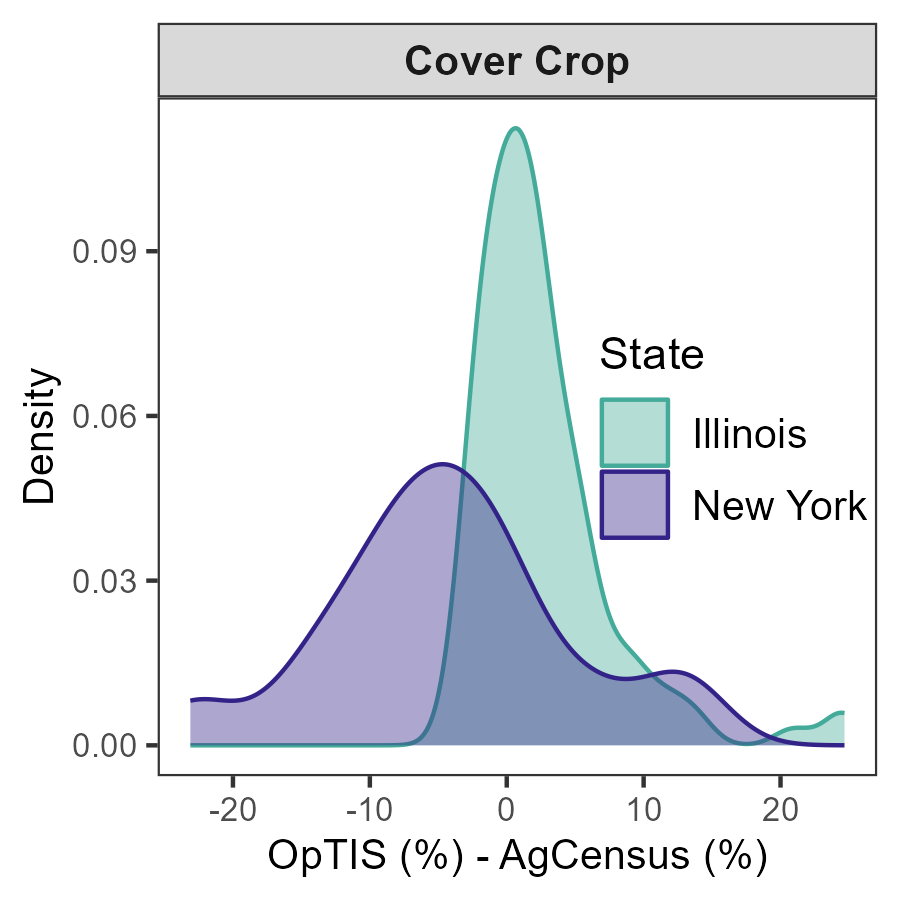 Cover Crop
0.09
0.06
0.03
0.00
Density
State
Illinois
New York
-20 -10 0 10 20
OpTIS (%) - AgCensus (%)